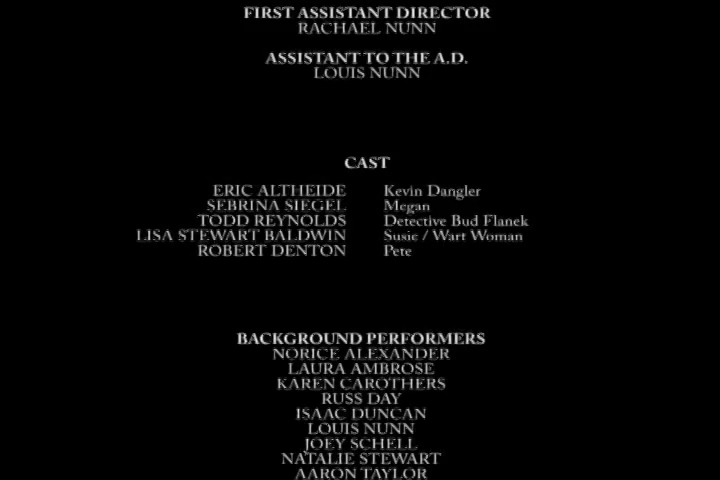 FIRST ASSISTANT DIRECTOR
RACHAEL NUNN
ASSISTANT TO THE A.D.
LOUIS NUNN
CAST
ERIC ALTHEIDE Kevin Dangler
SEBRINA SIEGEL Megan
TODD REYNOLDS Detective Bud Flanek
LISA STEWART BALDWIN Susie / Wart Woman
ROBERT DENTON Pete
BACKGROUND PERFORMERS
NORICE ALEXANDER
LAURA AMBROSE
KAREN CAROTHERS
RUSS DAY
ISAAC DUNCAN
LOUIS NUNN
JOEY SCHELL
NATALIE STEWART
AARON TAYLOR